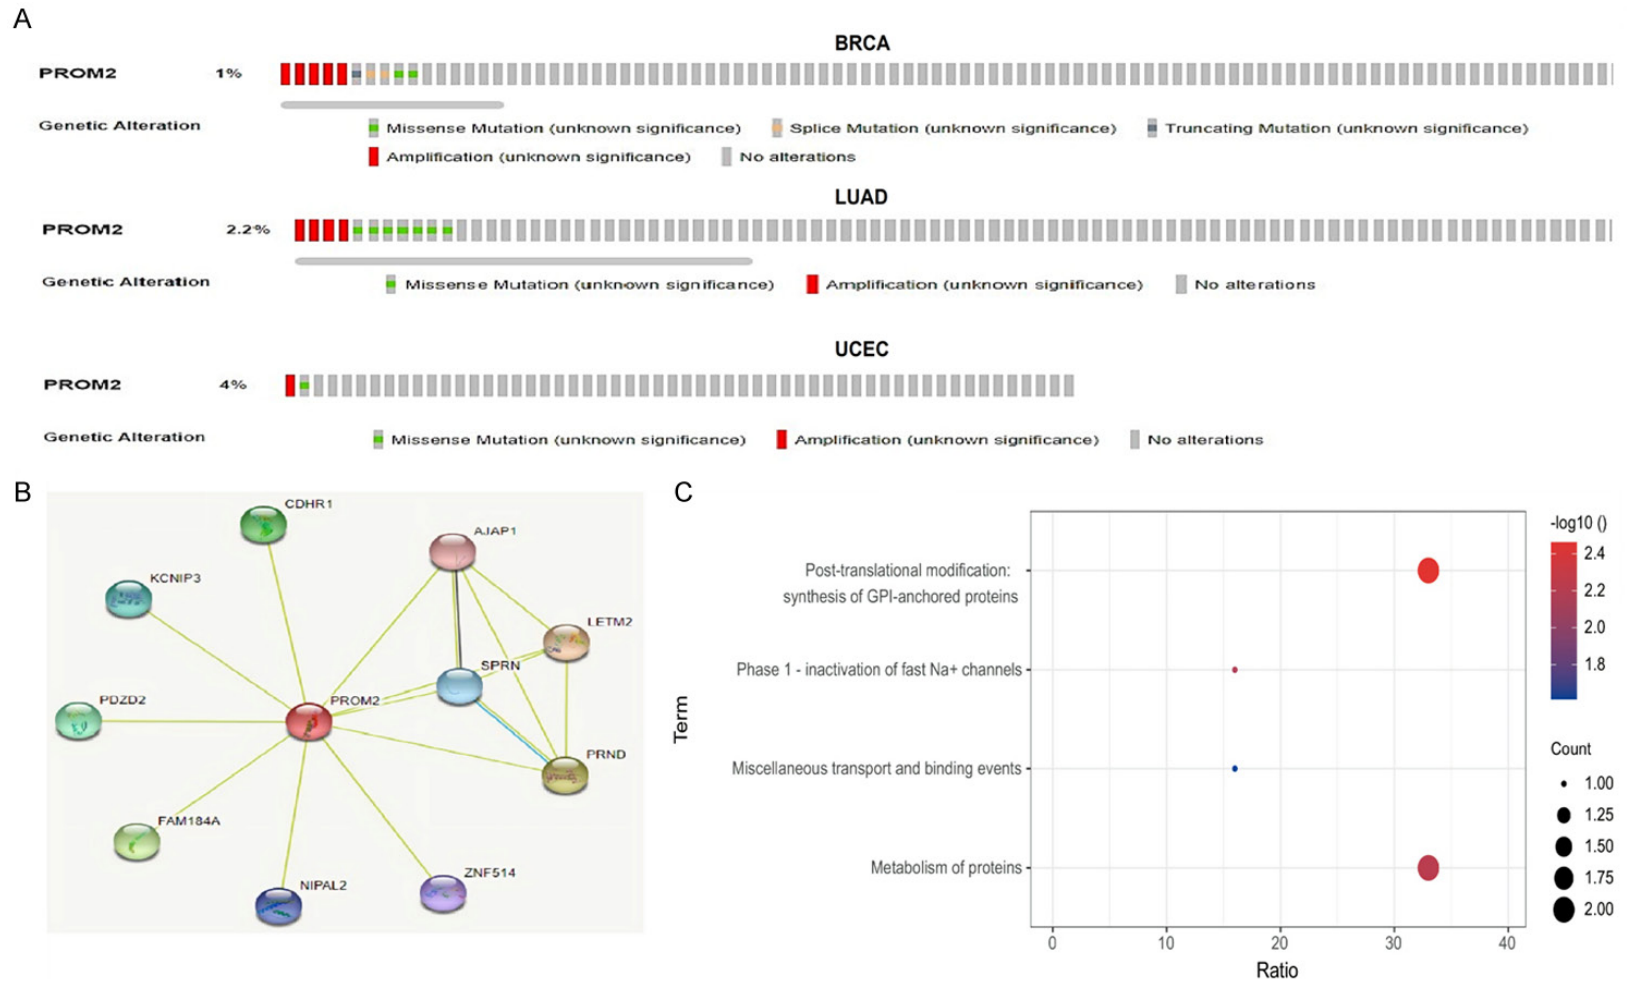 A
BRCA
PROM2 1%
Genetic Alteration
Missense Mutation (unknown significance) Splice Mutation (unknown significance) Truncating Mutation (unknown significance)
Amplification (unknown significance) No alterations
LUAD
PROM2 2.2%
Genetic Alteration
Missense Mutation (unknown significance) Amplification (unknown significance) No alterations
UCEC
PROM2 4%
Genetic Alteration
Missense Mutation (unknown significance) Amplification (unknown significance) No alterations
B
CDHR1
AJAP1
KCNIP3
LETM2
SPRN
PDZD2
PROM2
PRND
FAM184A
NIPAL2
ZNF514
C
Term
Post-translational modification:
synthesis of GPI-anchored proteins
Phase 1 - inactivation of fast Na+ channels
Miscellaneous transport and binding events
Metabolism of proteins
0 10 20 30 40
Ratio
-log10 ()
2.4
2.2
2.0
1.8
Count
1.00
1.25
1.50
1.75
2.00